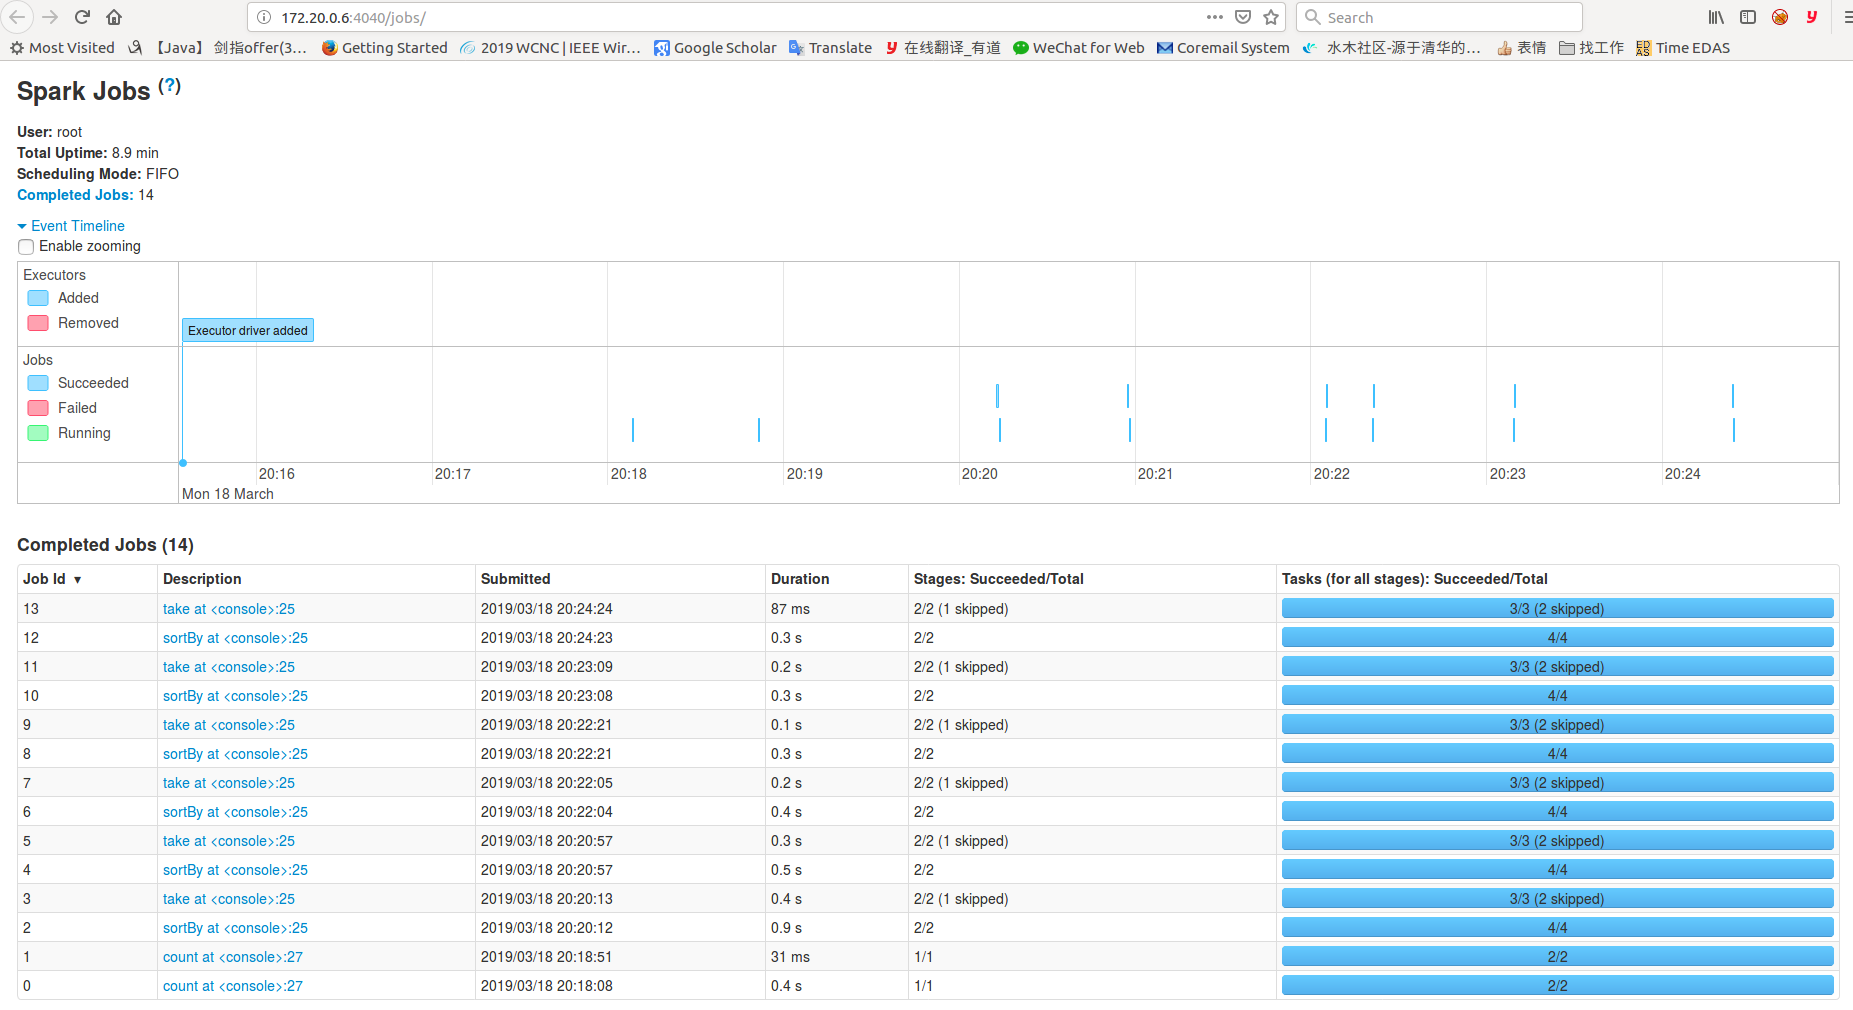 172.20.0.6:4040/jobs/
Search
Most Visited 【Java】 剑指offer(3… Getting Started 2019 WCNC | IEEE Wir… Google Scholar Translate 在线翻译_有道 WeChat for Web Coremail System 水木社区-源于清华的… 表情 找工作 Time EDAS
Spark Jobs (?)
User: root
Total Uptime: 8.9 min
Scheduling Mode: FIFO
Completed Jobs: 14
Event Timeline
Enable zooming
Executors
Added
Removed
Executor driver added
Jobs
Succeeded
Failed
Running
20:16 20:17 20:18 20:19 20:20 20:21 20:22 20:23 20:24
Mon 18 March
Completed Jobs (14)
Job Id ▾ Description Submitted Duration Stages: Succeeded/Total Tasks (for all stages): Succeeded/Total
13 take at <console>:25 2019/03/18 20:24:24 87 ms 2/2 (1 skipped) 3/3 (2 skipped)
12 sortBy at <console>:25 2019/03/18 20:24:23 0.3 s 2/2 4/4
11 take at <console>:25 2019/03/18 20:23:09 0.2 s 2/2 (1 skipped) 3/3 (2 skipped)
10 sortBy at <console>:25 2019/03/18 20:23:08 0.3 s 2/2 4/4
9 take at <console>:25 2019/03/18 20:22:21 0.1 s 2/2 (1 skipped) 3/3 (2 skipped)
8 sortBy at <console>:25 2019/03/18 20:22:21 0.3 s 2/2 4/4
7 take at <console>:25 2019/03/18 20:22:05 0.2 s 2/2 (1 skipped) 3/3 (2 skipped)
6 sortBy at <console>:25 2019/03/18 20:22:04 0.4 s 2/2 4/4
5 take at <console>:25 2019/03/18 20:20:57 0.3 s 2/2 (1 skipped) 3/3 (2 skipped)
4 sortBy at <console>:25 2019/03/18 20:20:57 0.5 s 2/2 4/4
3 take at <console>:25 2019/03/18 20:20:13 0.4 s 2/2 (1 skipped) 3/3 (2 skipped)
2 sortBy at <console>:25 2019/03/18 20:20:12 0.9 s 2/2 4/4
1 count at <console>:27 2019/03/18 20:18:51 31 ms 1/1 2/2
0 count at <console>:27 2019/03/18 20:18:08 0.4 s 1/1 2/2